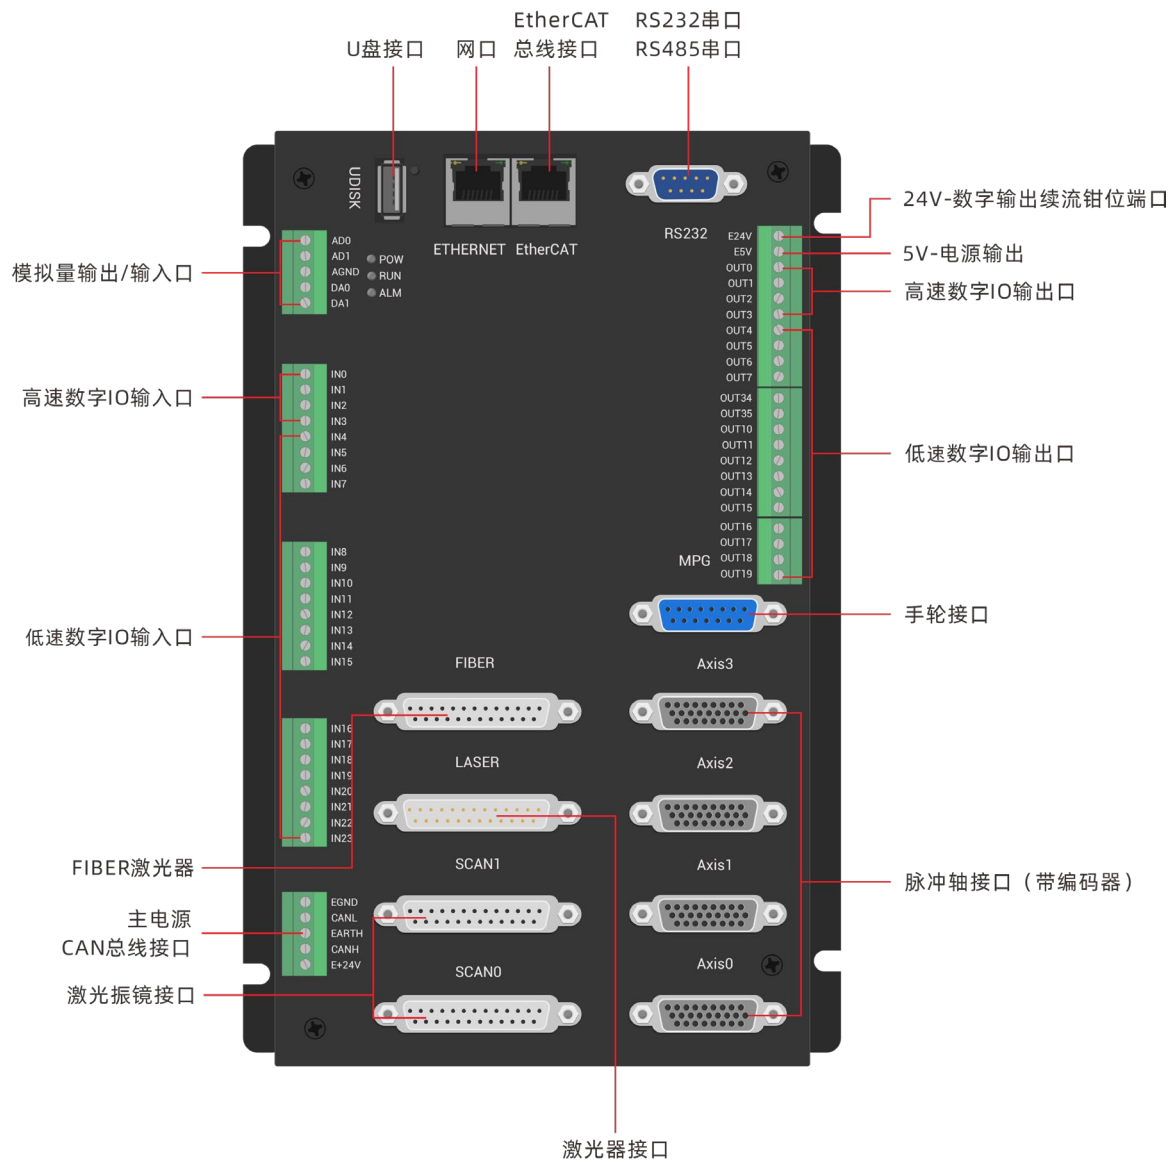 EtherCAT
总线接口
RS232串口
RS485串口
U盘接口
网口
UDISK
ETHERNET
EtherCAT
RS232
POW
RUN
ALM
模拟量输出/输入口
AD0
AD1
AGND
DA0
DA1
高速数字IO输入口
IN0
IN1
IN2
IN3
IN4
IN5
IN6
IN7
低速数字IO输入口
IN8
IN9
IN10
IN11
IN12
IN13
IN14
IN15
IN16
IN17
IN18
IN19
IN20
IN21
IN22
IN23
FIBER激光器
主电源
CAN总线接口
EGND
CANL
EARTH
CANH
E+24V
激光振镜接口
FIBER
LASER
SCAN1
SCAN0
激光器接口
E24V
E5V
OUT0
OUT1
OUT2
OUT3
OUT4
OUT5
OUT6
OUT7
OUT34
OUT35
OUT10
OUT11
OUT12
OUT13
OUT14
OUT15
OUT16
OUT17
OUT18
OUT19
MPG
Axis3
Axis2
Axis1
Axis0
24V-数字输出续流钳位端口
5V-电源输出
高速数字IO输出口
低速数字IO输出口
手轮接口
脉冲轴接口（带编码器）